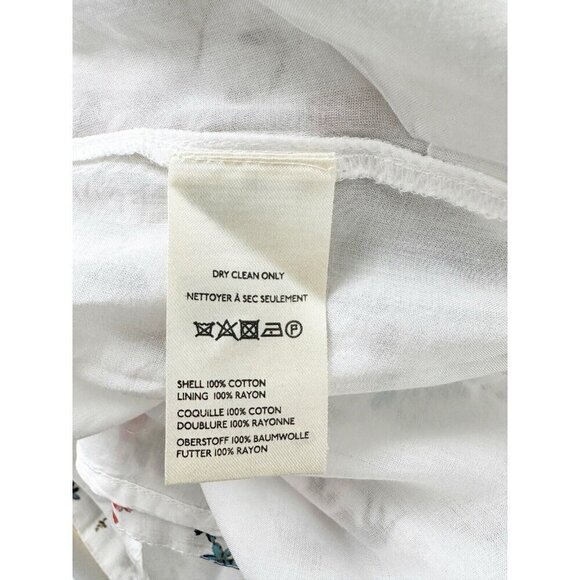 DRY CLEAN ONLY
NETTOYER À SEC SEULEMENT
P
SHELL 100% COTTON
LINING 100% RAYON
COQUILLE 100% COTON
DOUBLURE 100% RAYONNE
OBERSTOFF 100% BAUMWOLLE
FUTTER 100% RAYON